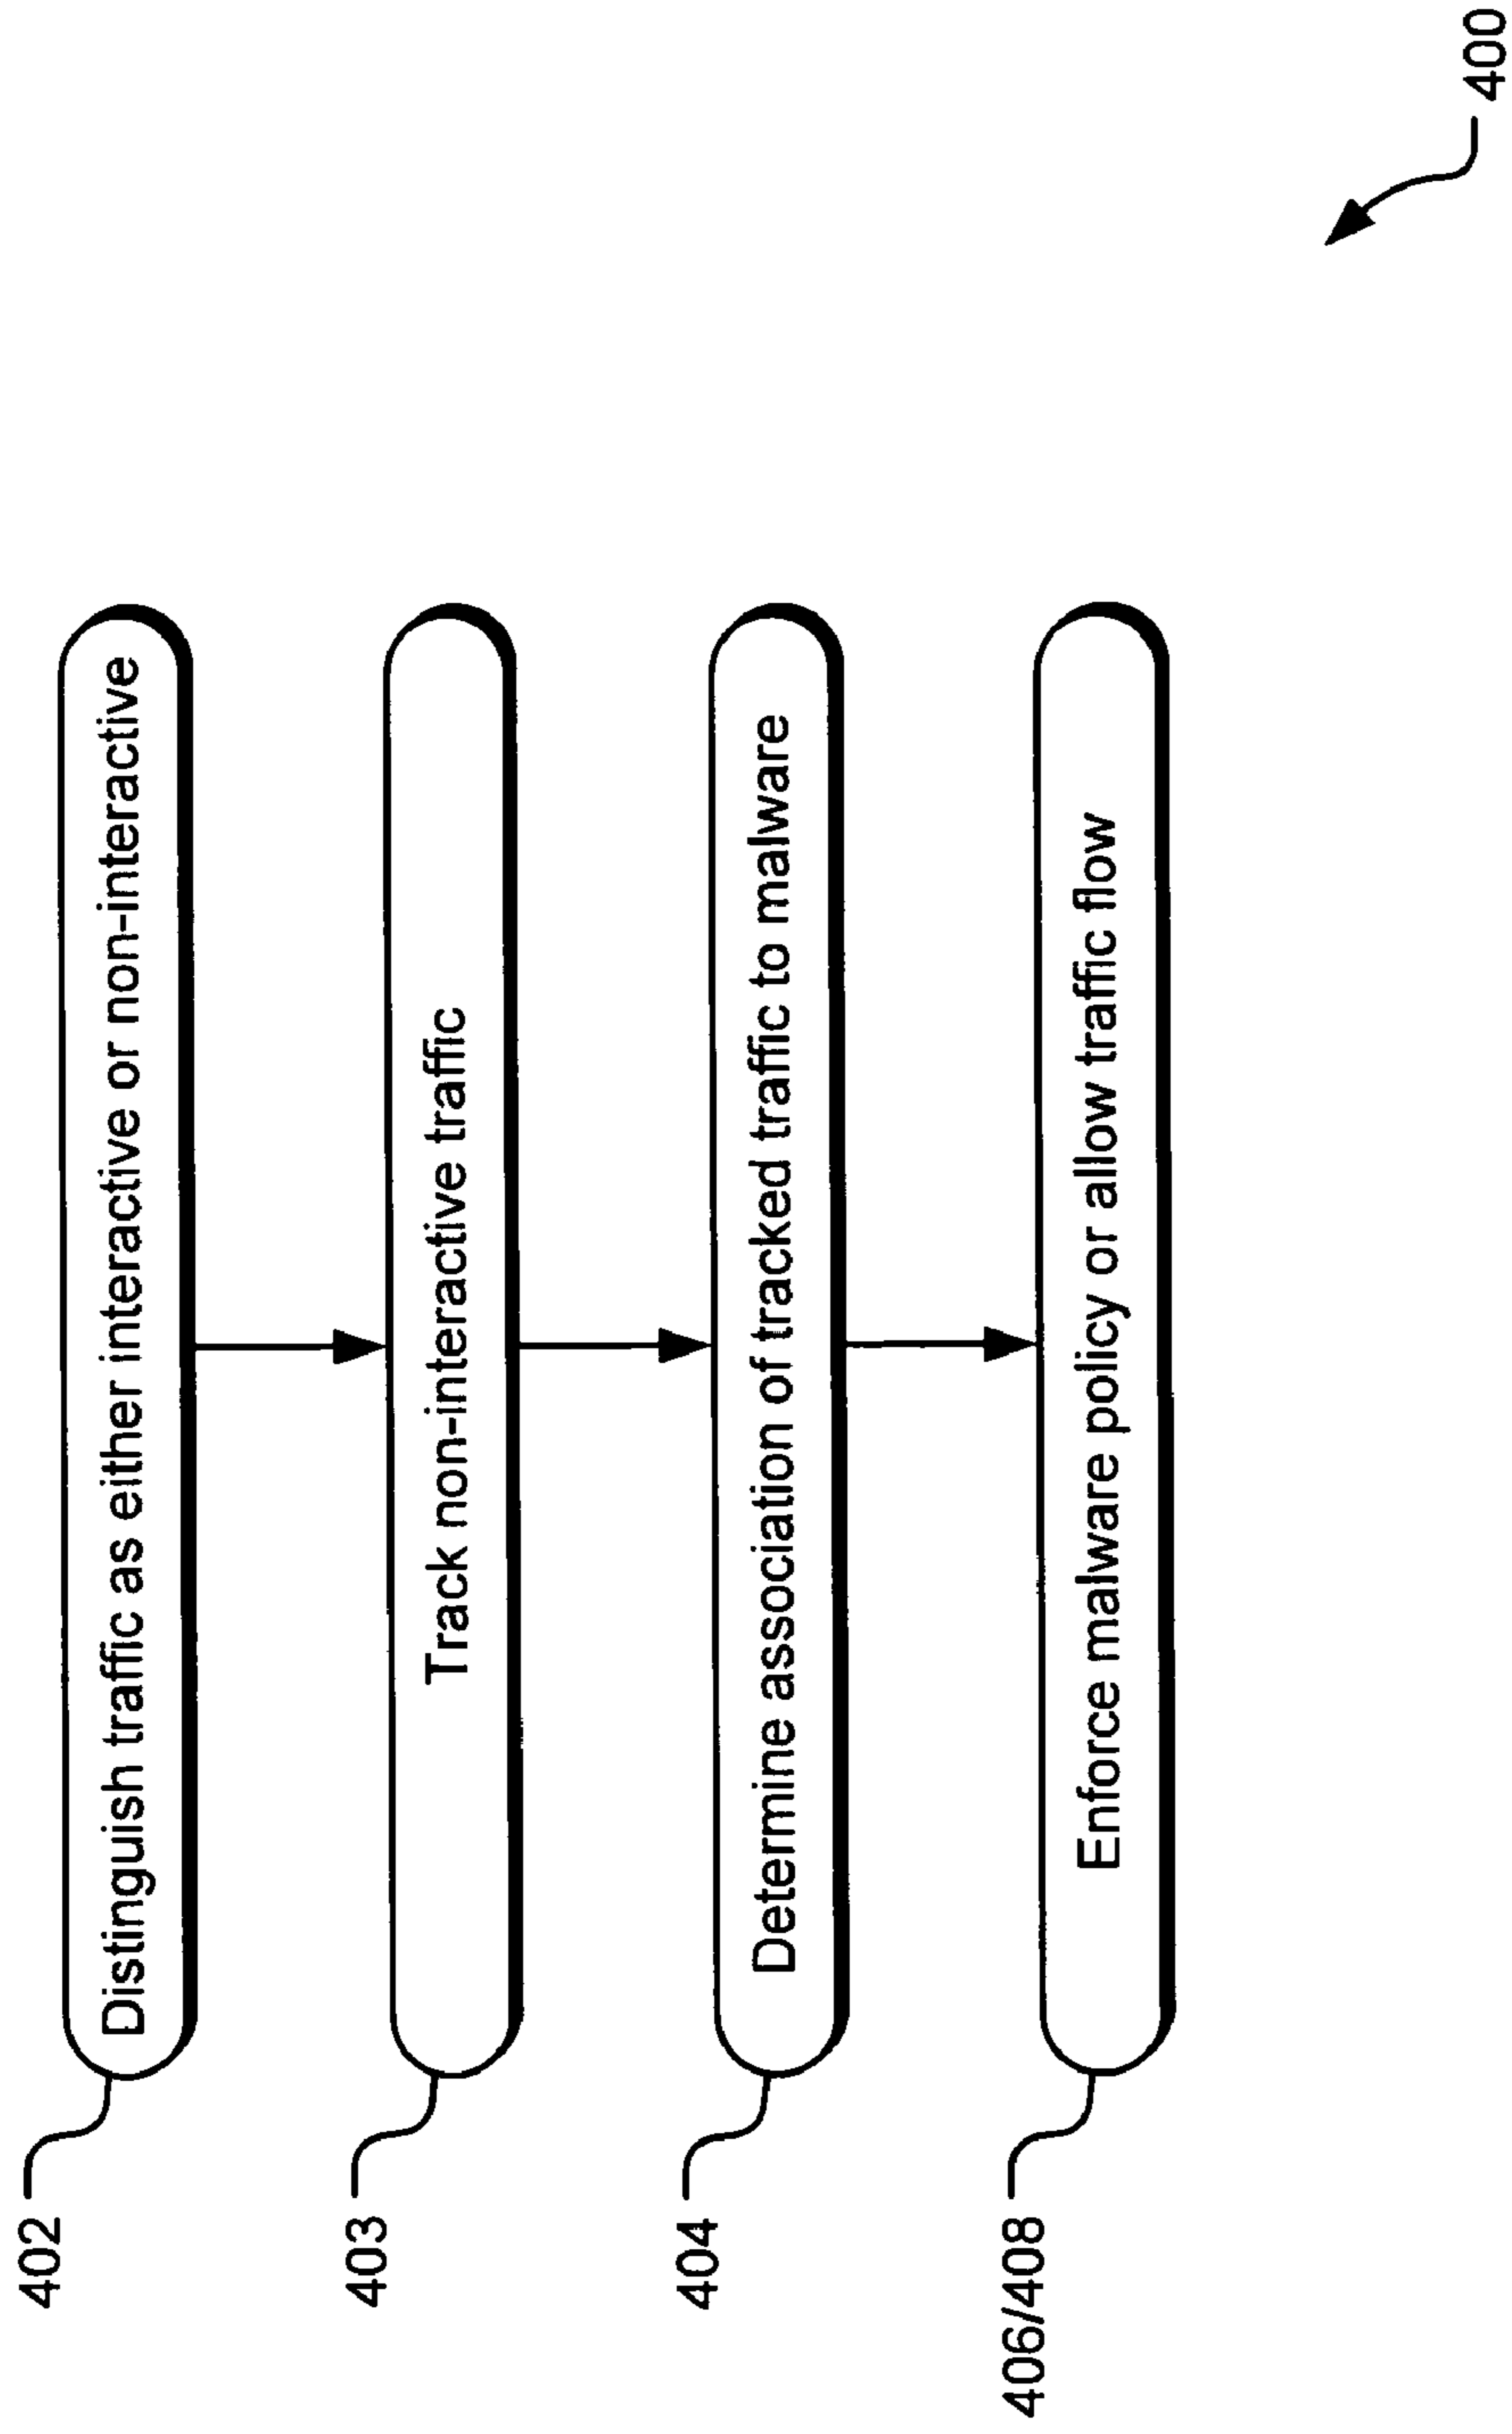 402
Distinguish traffic as either interactive or non-interactive
403
Track non-interactive traffic
404
Determine association of tracked traffic to malware
406/408
Enforce malware policy or allow traffic flow
400